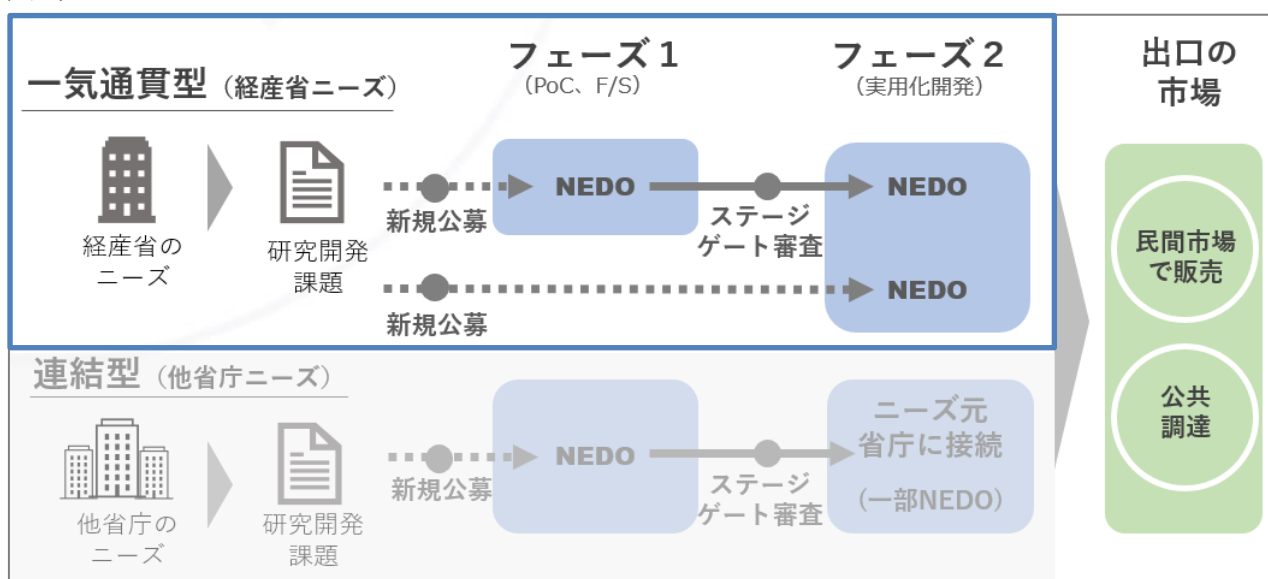 フェーズ１
（PoC、F/S）
フェーズ２
（実用化開発）
出口の
市場
一気通貫型（経産省ニーズ）
経産省の
ニーズ
研究開発
課題
新規公募
NEDO
ステージ
ゲート審査
NEDO
新規公募
NEDO
民間市場
で販売
公共
調達
連結型（他省庁ニーズ）
他省庁の
ニーズ
研究開発
課題
新規公募
NEDO
ステージ
ゲート審査
ニーズ元
省庁に接続
（一部NEDO）